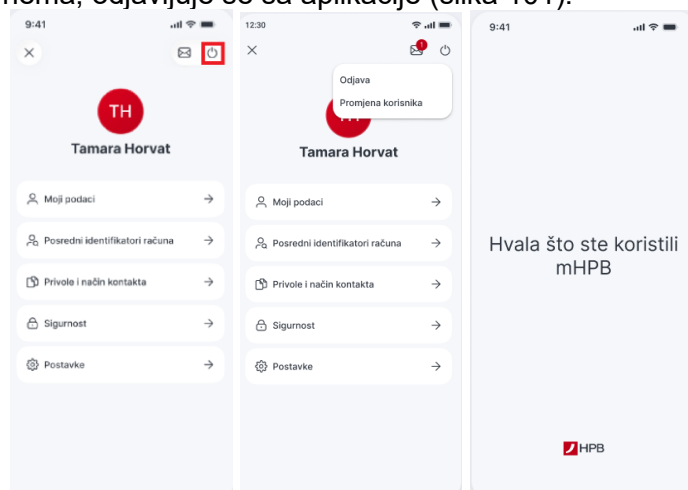 odjavljuje se sa aplikacije (slika 101).
9:41
TH
Tamara Horvat
Moji podaci
Posredni identifikatori računa
Privole i način kontakta
Sigurnost
Postavke
12:30
1
Odjava
Promjena korisnika
Tamara Horvat
Moji podaci
Posredni identifikatori računa
Privole i način kontakta
Sigurnost
Postavke
9:41
Hvala što ste koristili
mHPB
HPB